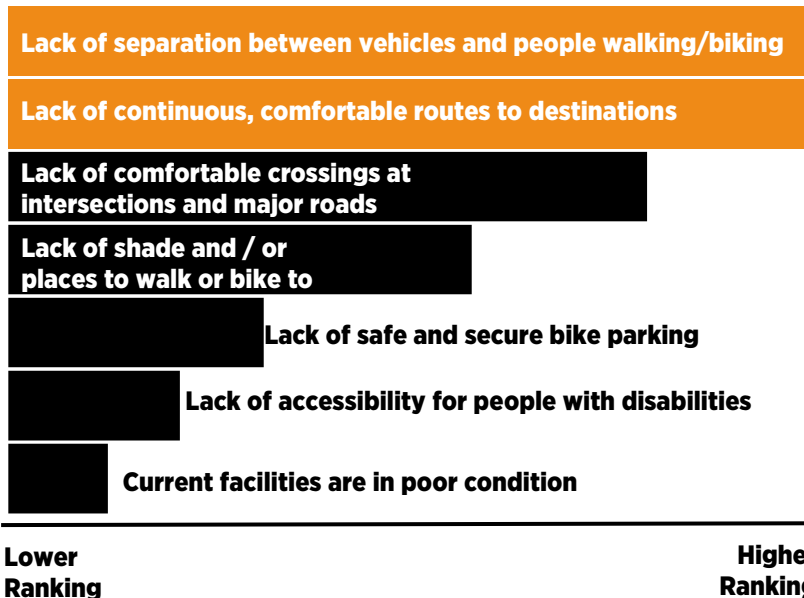 Lack of separation between vehicles and people walking/biking
Lack of continuous, comfortable routes to destinations
Lack of comfortable crossings at
intersections and major roads
Lack of shade and / or
places to walk or bike to
Lack of safe and secure bike parking
Lack of accessibility for people with disabilities
Current facilities are in poor condition
Lower
Ranking
Highe
Ranking